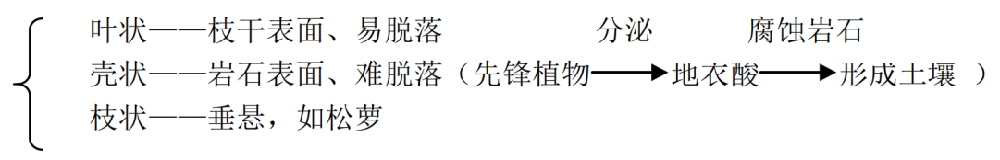 叶状——枝干表面、易脱落 分泌 腐蚀岩石
壳状——岩石表面、难脱落（先锋植物 地衣酸 形成土壤 ）
枝状——垂悬，如松萝